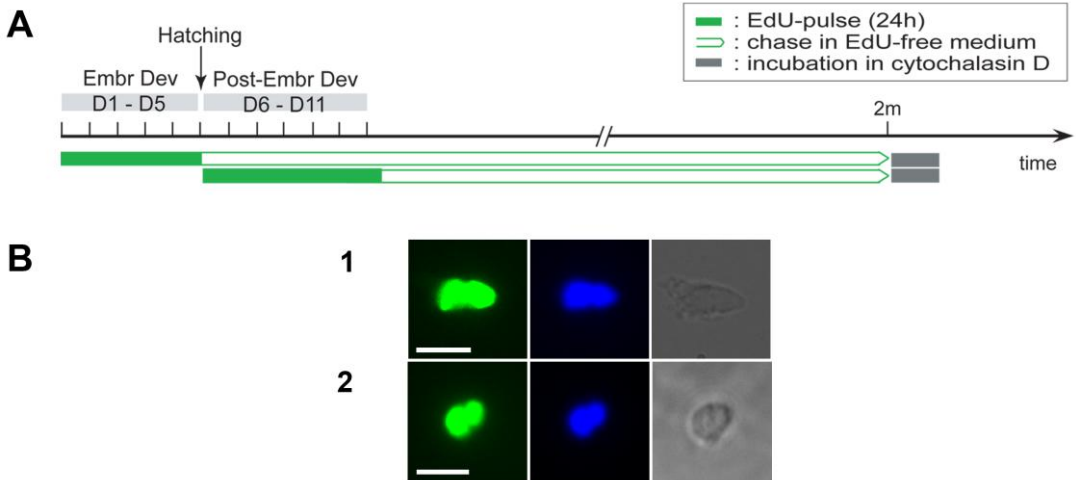 A
Hatching
Embr Dev Post-Embr Dev
D1 - D5 D6 - D11
: EdU-pulse (24h)
: chase in EdU-free medium
: incubation in cytochalasin D
2m
time
B
1
2